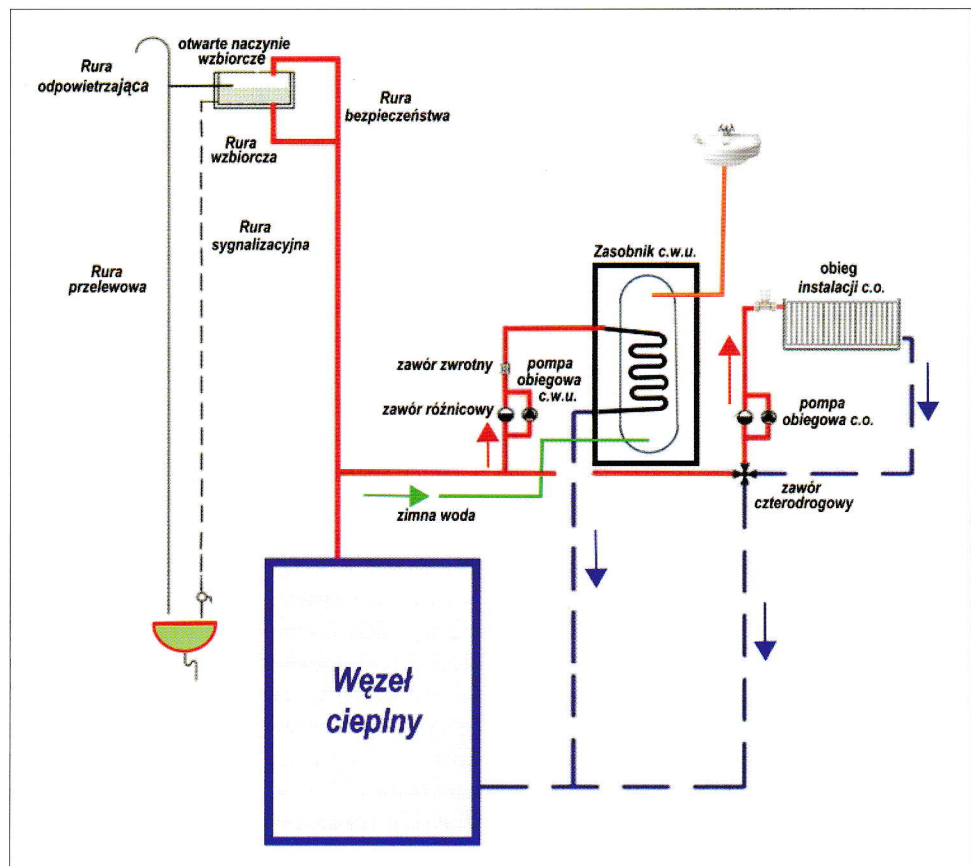 otwarte naczynie
wzbiorcze
Rura
odpowietrzająca
Rura
bezpieczeństwa
Rura
wzbiorcza
Rura
sygnalizacyjna
Rura
przelewowa
Zasobnik c.w.u.
obieg
instalacji c.o.
zawór zwrotny
pompa
obiegowa
c.w.u.
zawór różnicowy
pompa
obiegowa c.o.
zawór
czterodrogowy
zimna woda
Węzeł
cieplny